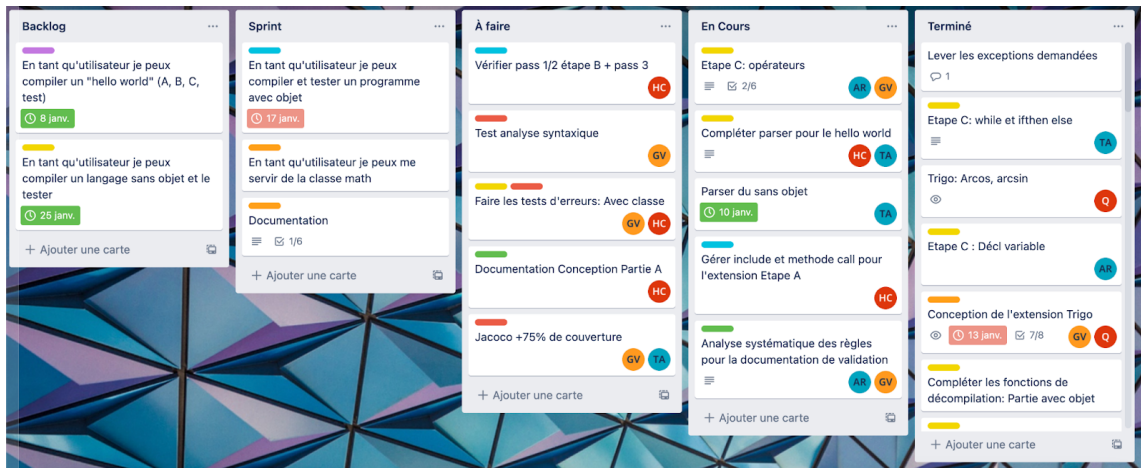 Backlog
En tant qu'utilisateur je peux
compiler un "hello world" (A, B, C,
test)
8 janv.
En tant qu'utilisateur je peux
compiler un langage sans objet et le
tester
25 janv.
+ Ajouter une carte
Sprint
En tant qu'utilisateur je peux
compiler et tester un programme
avec objet
17 janv.
En tant qu'utilisateur je peux me
servir de la classe math
Documentation
1/6
+ Ajouter une carte
À faire
Vérifier pass 1/2 étape B + pass 3
HC
Test analyse syntaxique
GV
Faire les tests d'erreurs: Avec classe
GV HC
Documentation Conception Partie A
HC
Jacoco +75% de couverture
GV TA
+ Ajouter une carte
En Cours
Etape C: opérateurs
2/6 AR GV
Compléter parser pour le hello world
HC TA
Parser du sans objet
10 janv. TA
Gérer include et methode call pour
l'extension Etape A
HC
Analyse systématique des règles
pour la documentation de validation
AR GV
+ Ajouter une carte
Terminé
Lever les exceptions demandées
1
Etape C: while et ifthen else
TA
Trigo: Arcos, arcsin
Q
Etape C : Décl variable
AR
Conception de l'extension Trigo
13 janv. 7/8 GV Q
Compléter les fonctions de
décompilation: Partie avec objet
+ Ajouter une carte